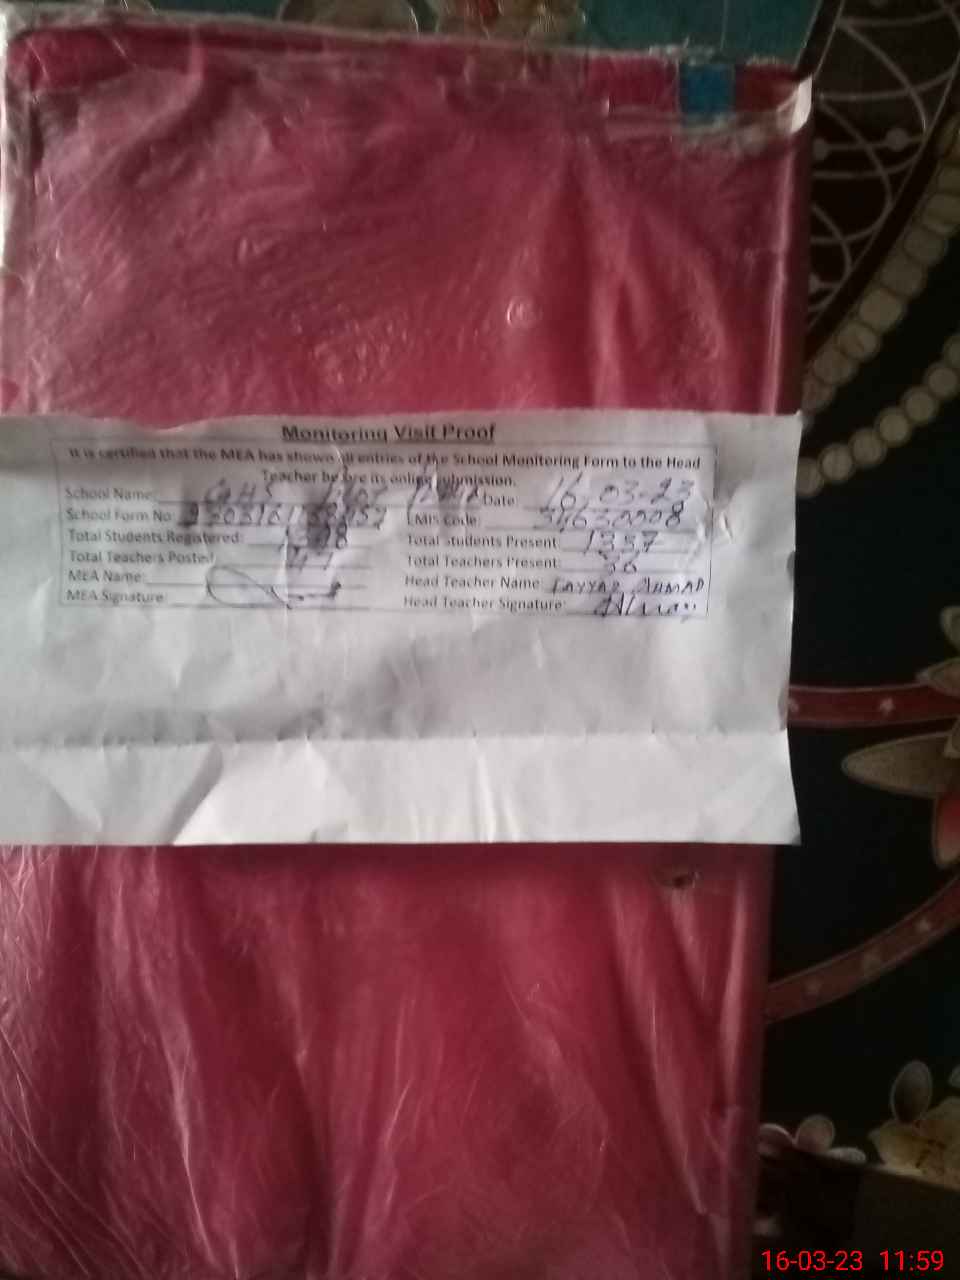 Monitoring Visit Proof
It is certified that the MEA has shown all entries of the School Monitoring Form to the Head
Teacher before its online submission.
School Name: GHS Date: 16-03-23
School Form No: EMIS Code: 34630008
Total Students Registered: Total Students Present: 1357
Total Teachers Posted: 41 Total Teachers Present: 36
MEA Name: Head Teacher Name: TAYYAB AHMAD
MEA Signature: Head Teacher Signature:
16-03-23 11:59